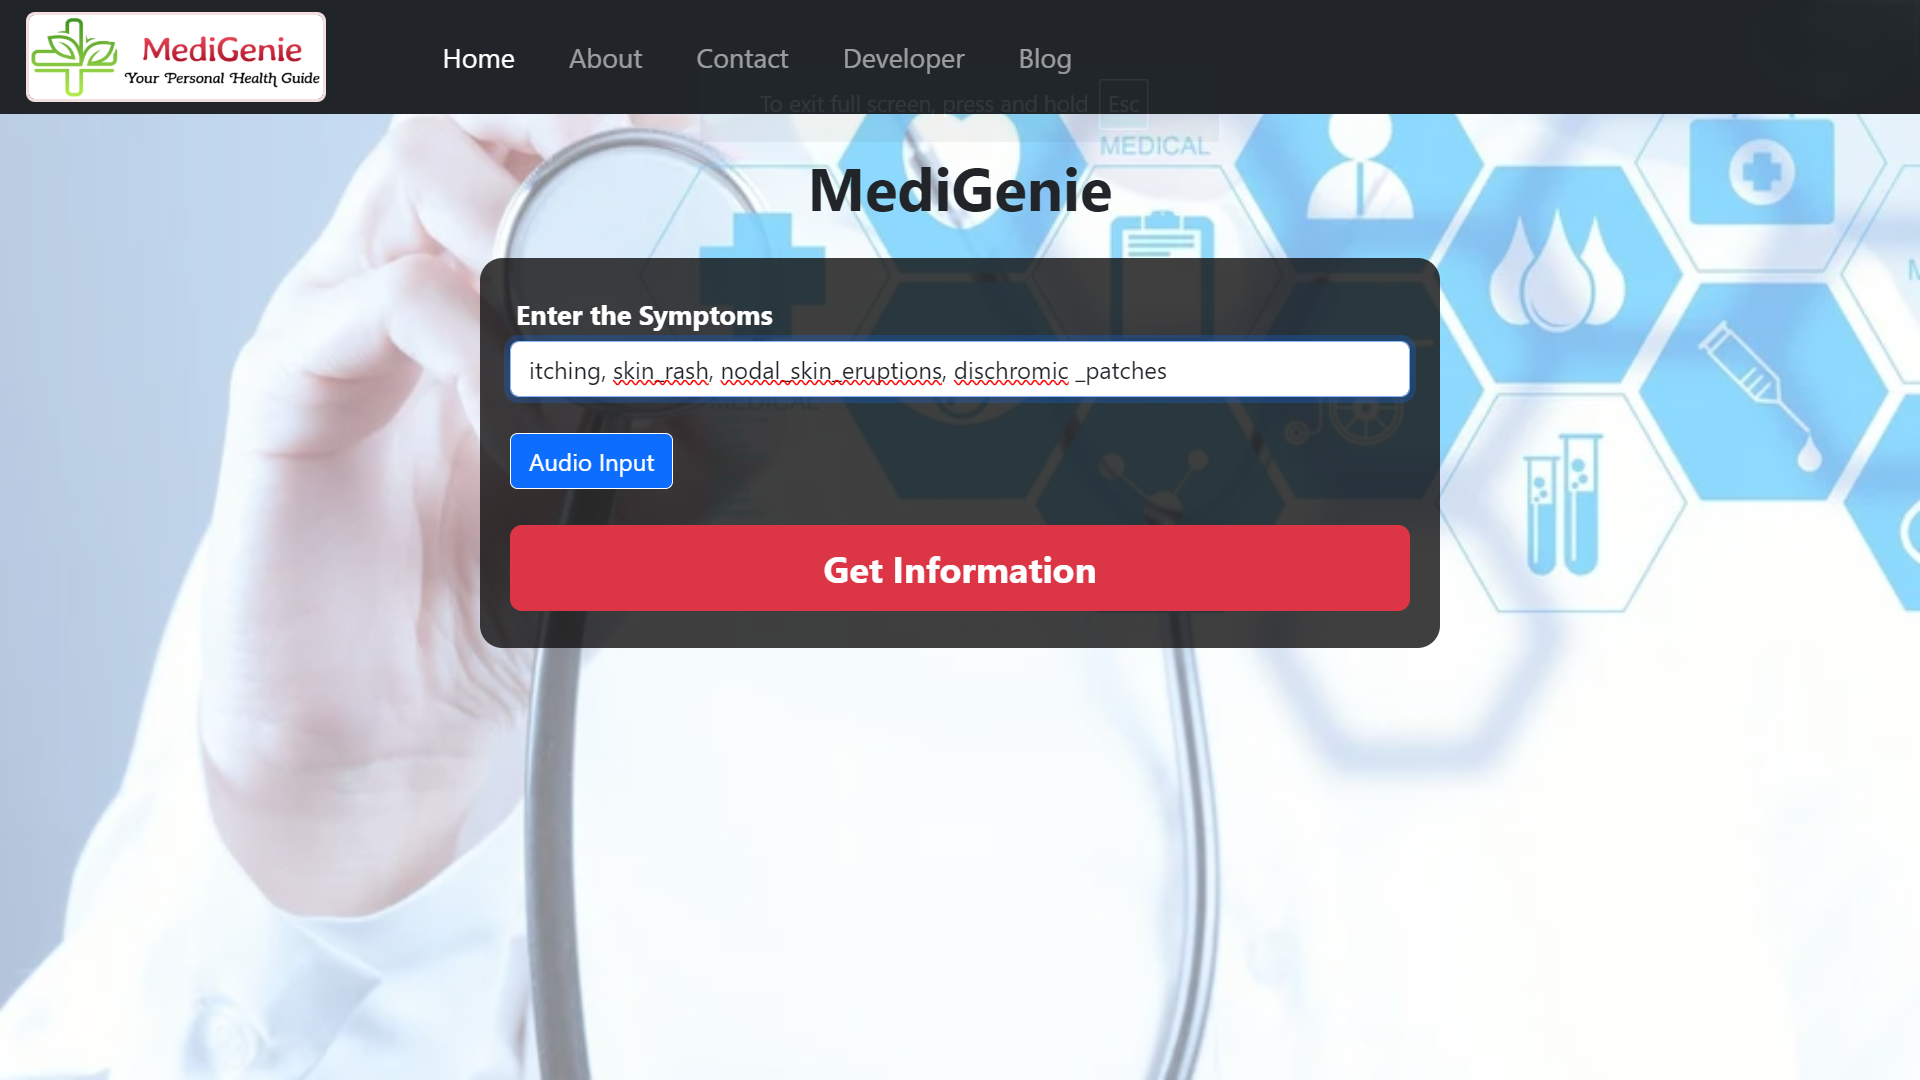 MediGenie
Your Personal Health Guide
Home About Contact Developer Blog
To exit full screen, press and hold Esc
MEDICAL
MediGenie
Enter the Symptoms
itching, skin_rash, nodal_skin_eruptions, dischromic _patches
MEDICAL
Audio Input
Get Information